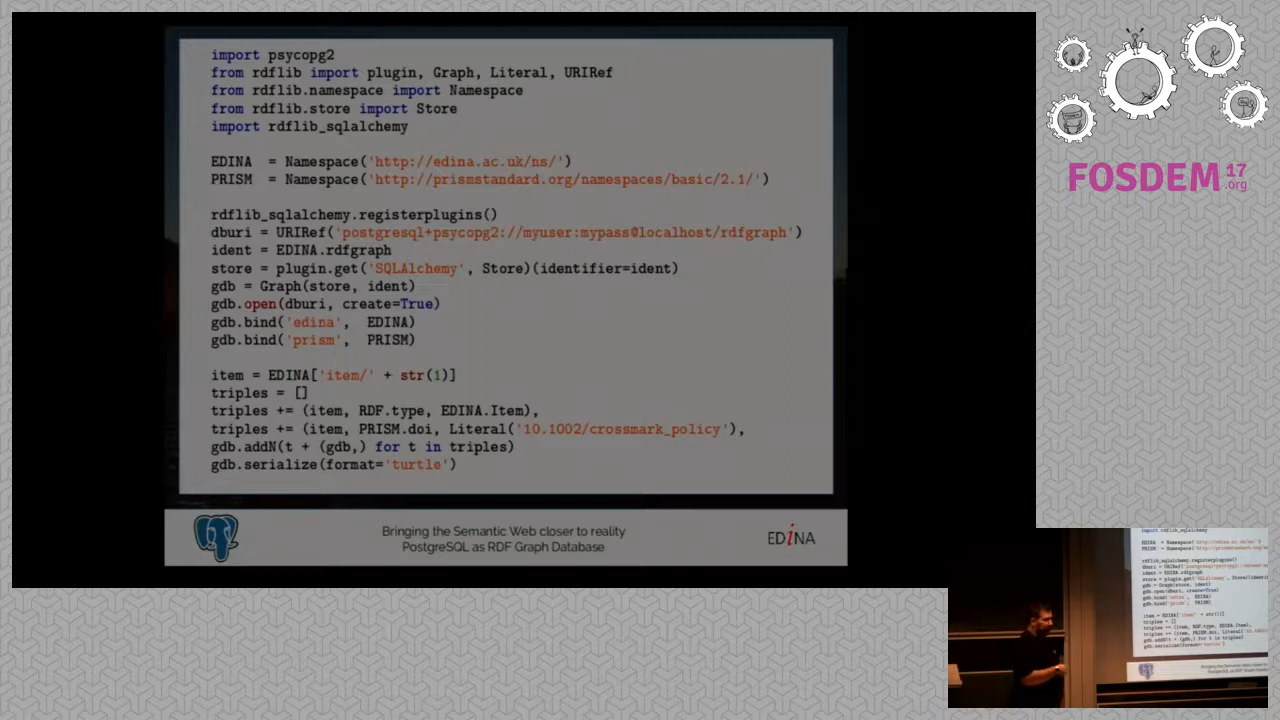 import psycopg2
from rdflib import plugin, Graph, Literal, URIRef
from rdflib.namespace import Namespace
from rdflib.store import Store
import rdflib_sqlalchemy
EDINA  = Namespace('http://edina.ac.uk/ns/')
PRISM  = Namespace('http://prismstandard.org/namespaces/basic/2.1/')
rdflib_sqlalchemy.registerplugins()
dburi = URIRef('postgresql+psycopg2://myuser:mypass@localhost/rdfgraph')
ident = EDINA.rdfgraph
store = plugin.get('SQLAlchemy', Store)(identifier=ident)
gdb = Graph(store, ident)
gdb.open(dburi, create=True)
gdb.bind('edina',  EDINA)
gdb.bind('prism',  PRISM)
item = EDINA['item/' + str(1)]
triples = []
triples += (item, RDF.type, EDINA.Item),
triples += (item, PRISM.doi, Literal('10.1002/crossmark_policy'),
gdb.addN(t + (gdb,) for t in triples)
gdb.serialize(format='turtle')
Bringing the Semantic Web closer to reality
PostgreSQL as RDF Graph Database
EDINA
FOSDEM 17
.org